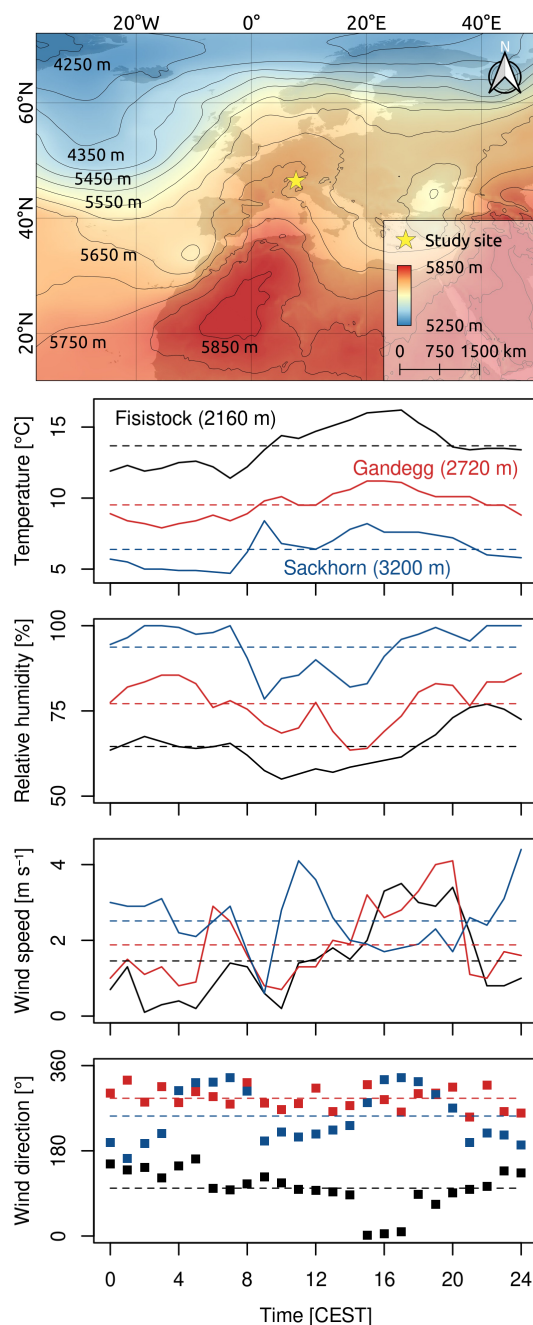 20°W 0° 20°E 40°E
N
4250 m
60°N
4350 m
5450 m
5550 m
40°N
Study site
5650 m
5850 m
5250 m
20°N
5750 m
5850 m
0 750 1500 km
Temperature [°C]
15
10
5
Fisistock (2160 m)
Gandegg (2720 m)
Sackhorn (3200 m)
Relative humidity [%]
100
75
50
Wind speed [m s⁻¹]
4
2
0
Wind direction [°]
360
180
0
0 4 8 12 16 20 24
Time [CEST]